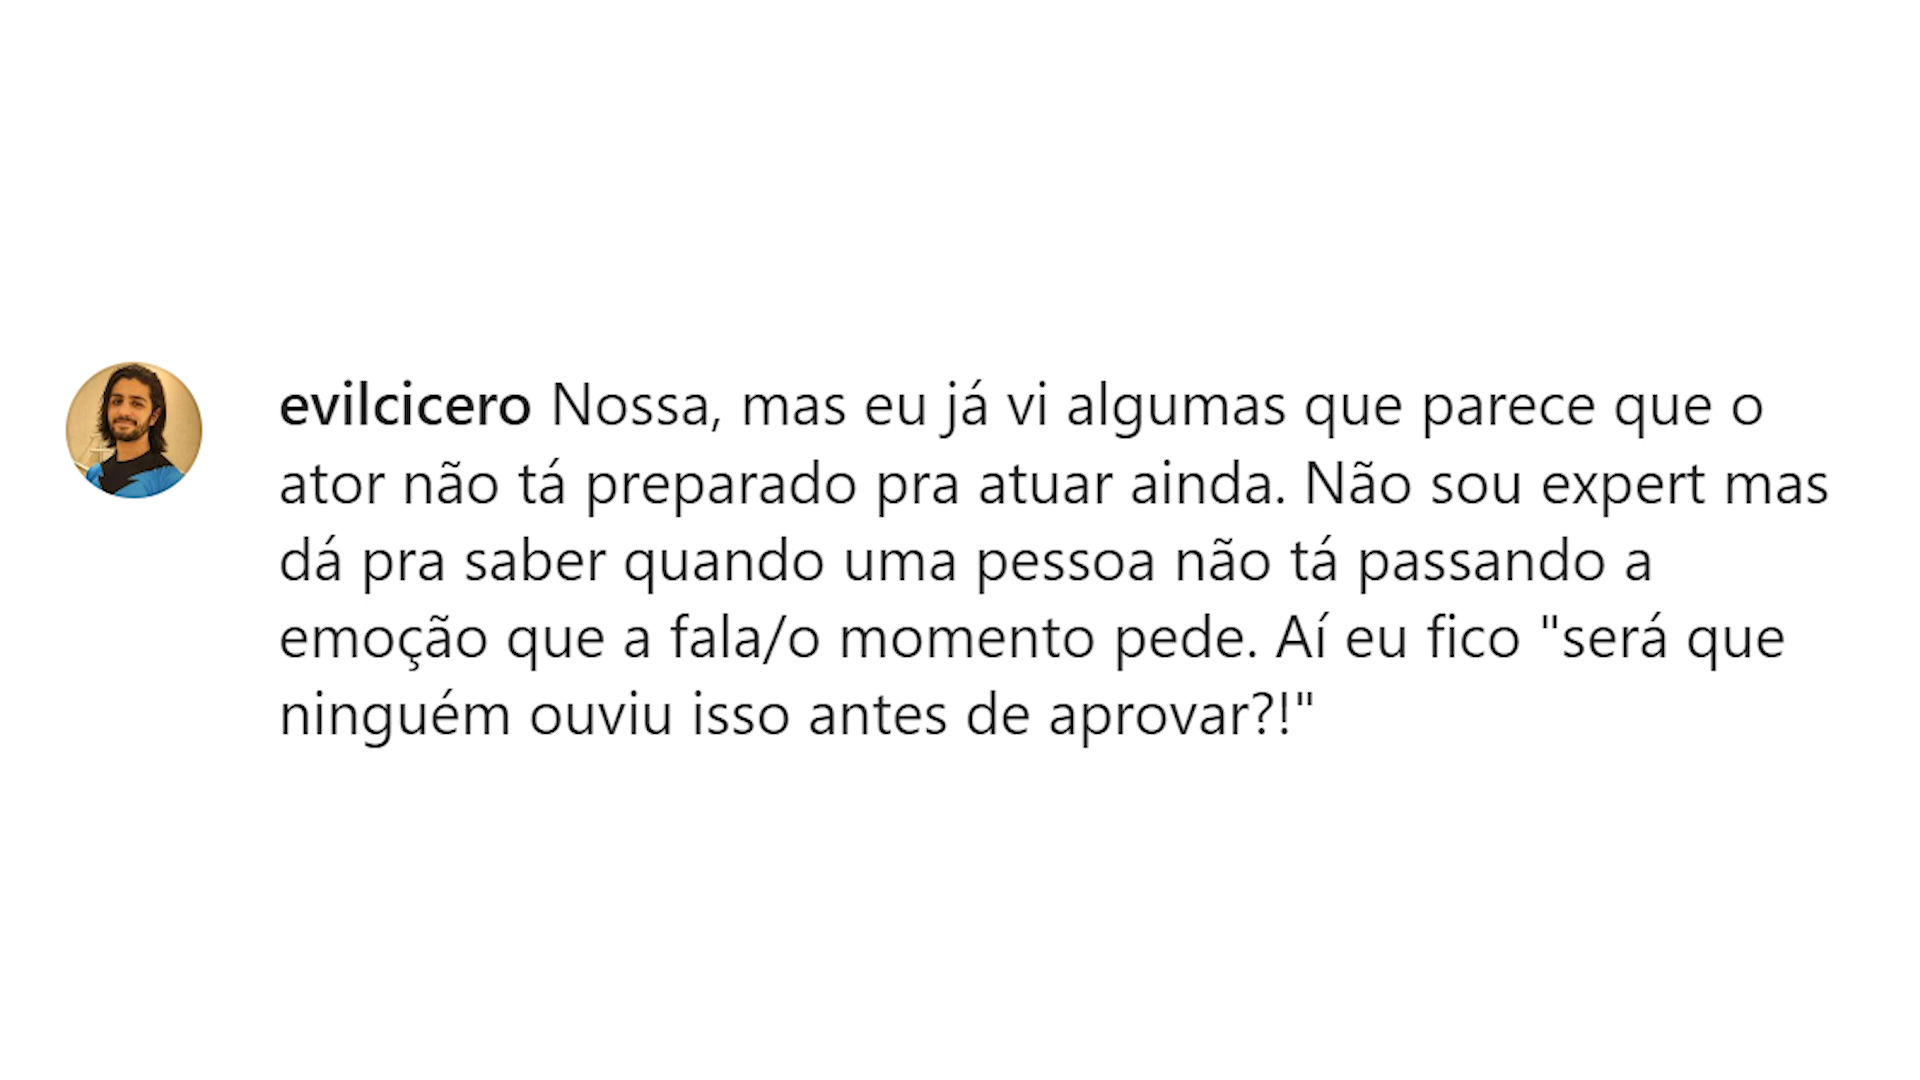 evilcicero Nossa, mas eu já vi algumas que parece que o
ator não tá preparado pra atuar ainda. Não sou expert mas
dá pra saber quando uma pessoa não tá passando a
emoção que a fala/o momento pede. Aí eu fico "será que
ninguém ouviu isso antes de aprovar?!"